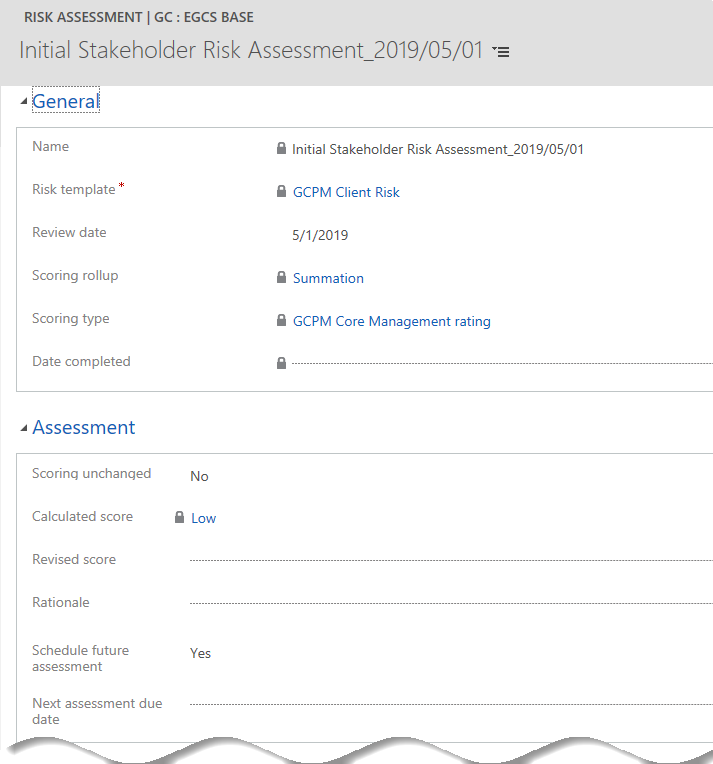 RISK ASSESSMENT | GC : EGCS BASE
Initial Stakeholder Risk Assessment_2019/05/01
General
Name Initial Stakeholder Risk Assessment_2019/05/01
Risk template * GCPM Client Risk
Review date 5/1/2019
Scoring rollup Summation
Scoring type GCPM Core Management rating
Date completed
Assessment
Scoring unchanged No
Calculated score Low
Revised score
Rationale
Schedule future assessment Yes
Next assessment due date